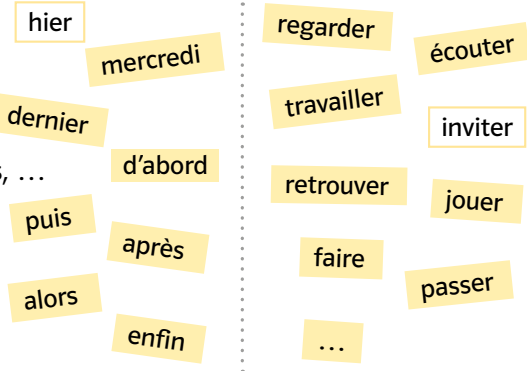 hier
mercredi
dernier
s, …
d'abord
puis
après
alors
enfin
regarder
écouter
travailler
inviter
retrouver
jouer
faire
passer
…